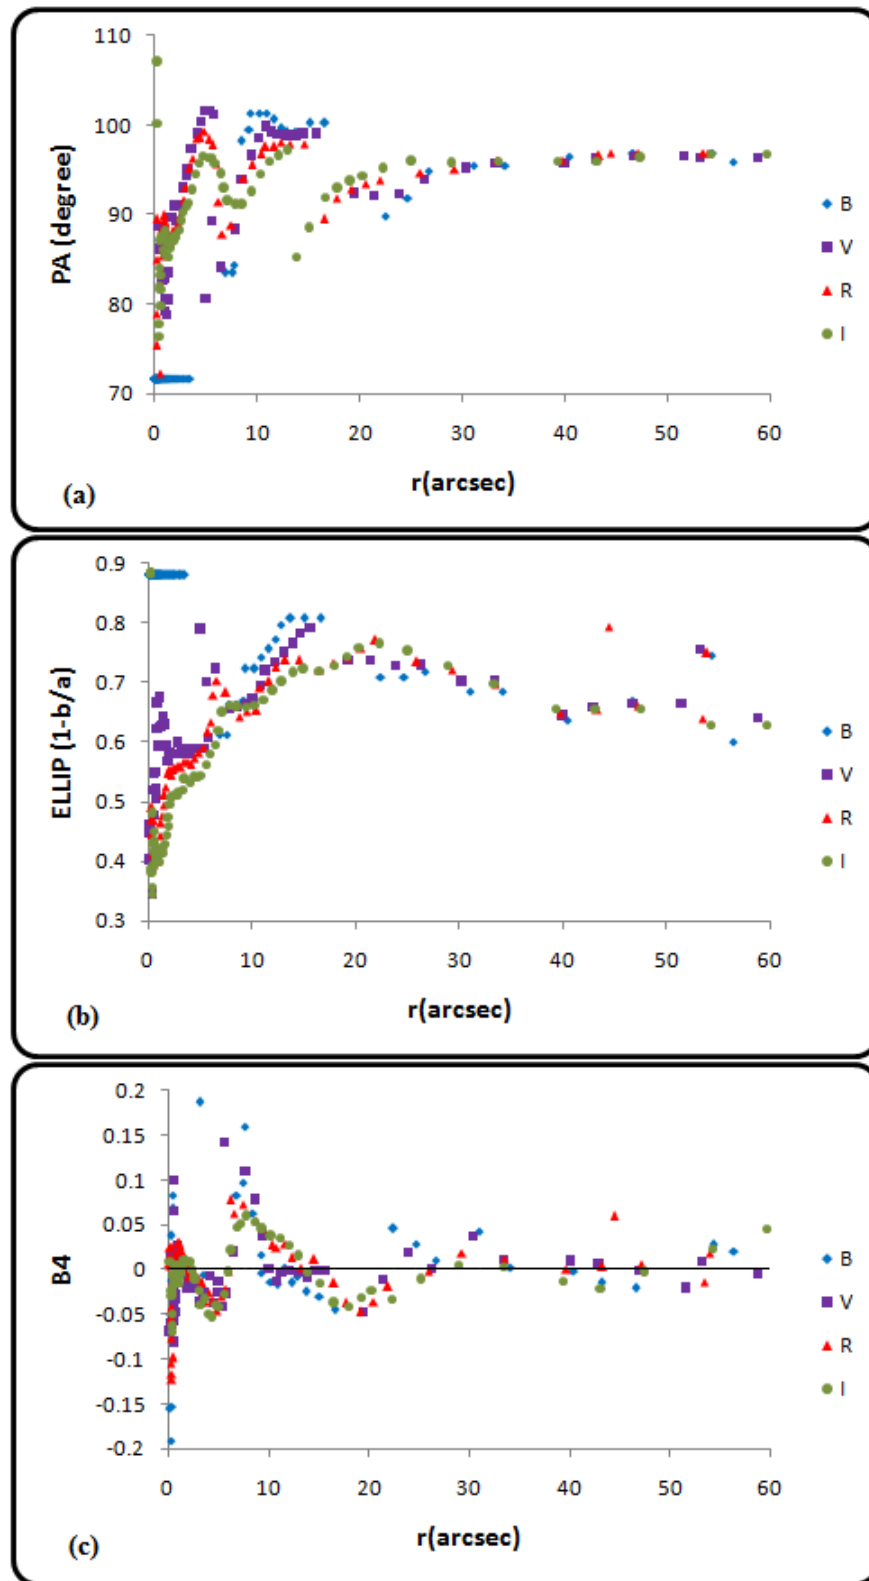 110
100
90
80
70
PA (degree)
0 10 20 30 40 50 60
r(arcsec)
(a)
B
V
R
I
0.9
0.8
0.7
0.6
0.5
0.4
0.3
ELLIP (1-b/a)
0 10 20 30 40 50 60
r(arcsec)
(b)
B
V
R
I
0.2
0.15
0.1
0.05
0
-0.05
-0.1
-0.15
-0.2
B4
0 10 20 30 40 50 60
r(arcsec)
(c)
B
V
R
I